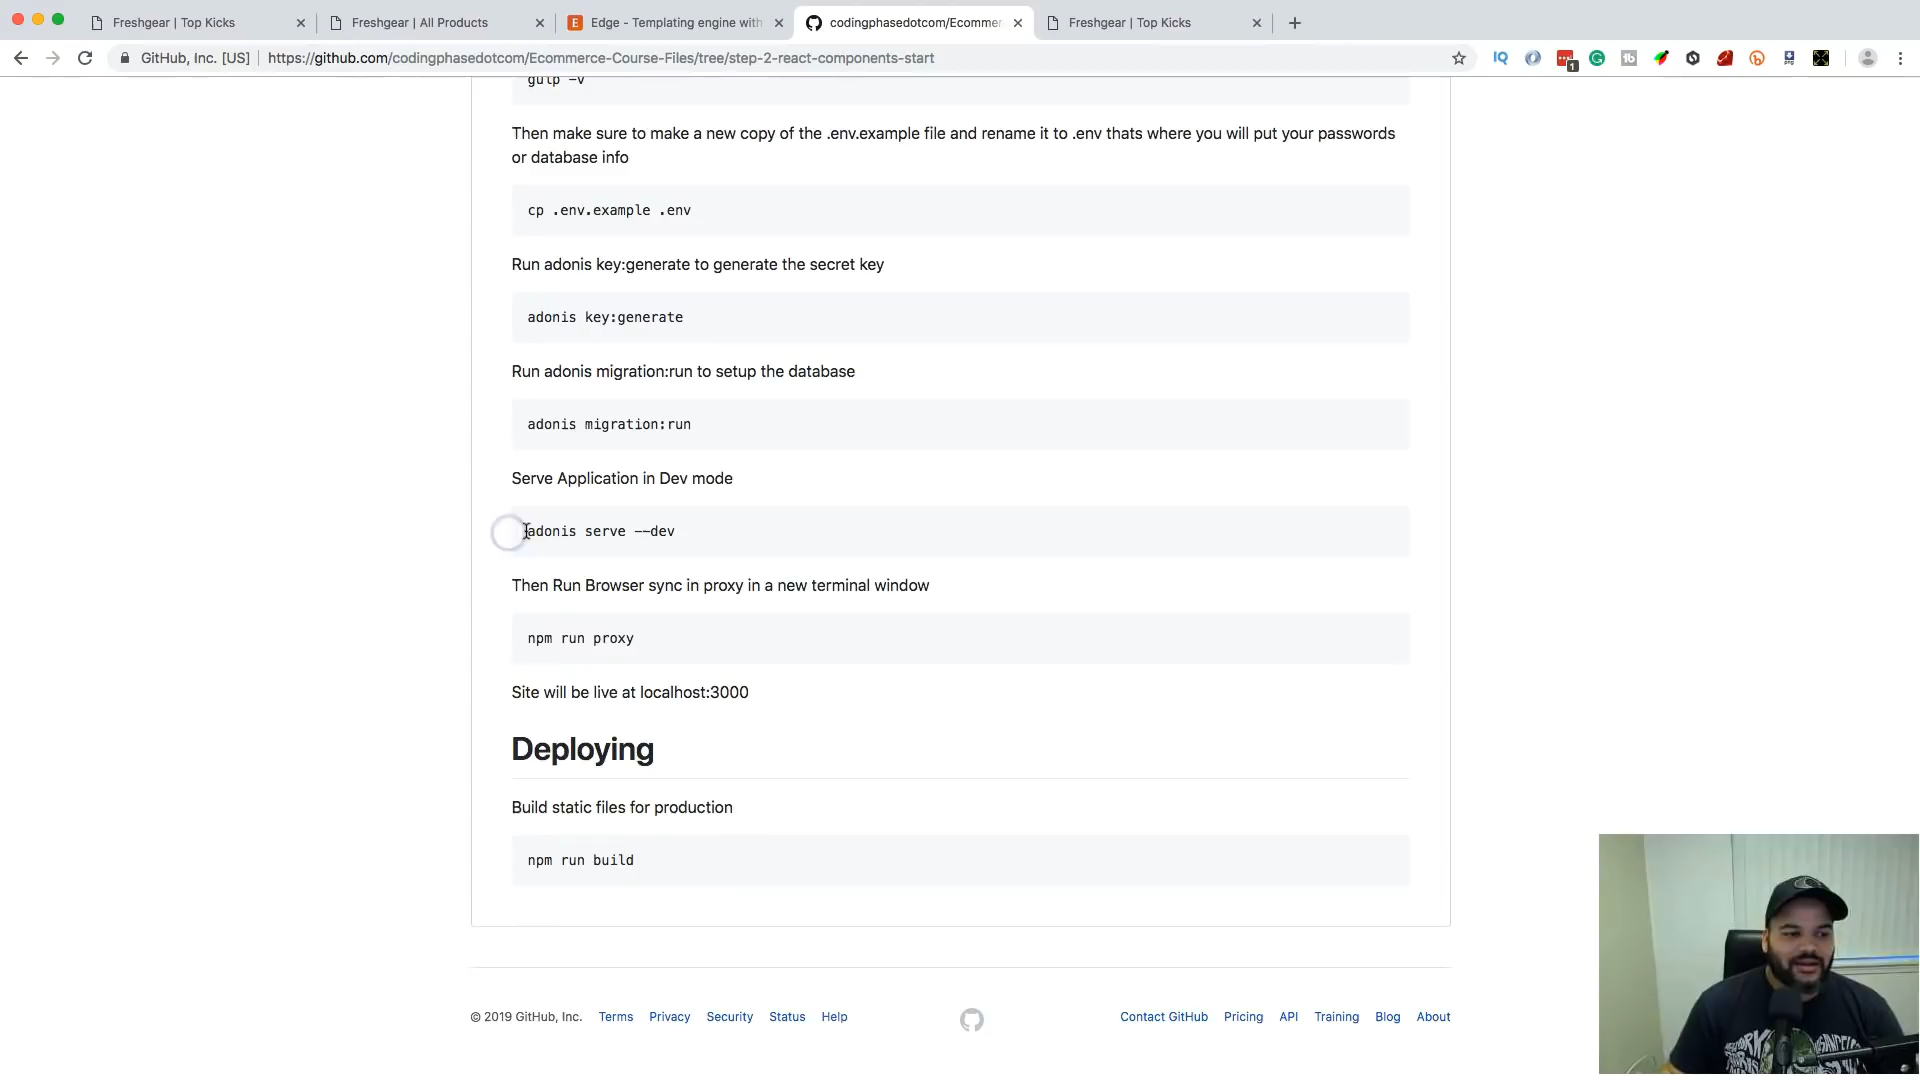 Freshgear | Top Kicks
Freshgear | All Products
Edge - Templating engine with
codingphasedotcom/Ecommer
Freshgear | Top Kicks
GitHub, Inc. [US] | https://github.com/codingphasedotcom/Ecommerce-Course-Files/tree/step-2-react-components-start
gulp -v
Then make sure to make a new copy of the .env.example file and rename it to .env thats where you will put your passwords
or database info
cp .env.example .env
Run adonis key:generate to generate the secret key
adonis key:generate
Run adonis migration:run to setup the database
adonis migration:run
Serve Application in Dev mode
adonis serve --dev
Then Run Browser sync in proxy in a new terminal window
npm run proxy
Site will be live at localhost:3000
Deploying
Build static files for production
npm run build
© 2019 GitHub, Inc. Terms Privacy Security Status Help
Contact GitHub Pricing API Training Blog About